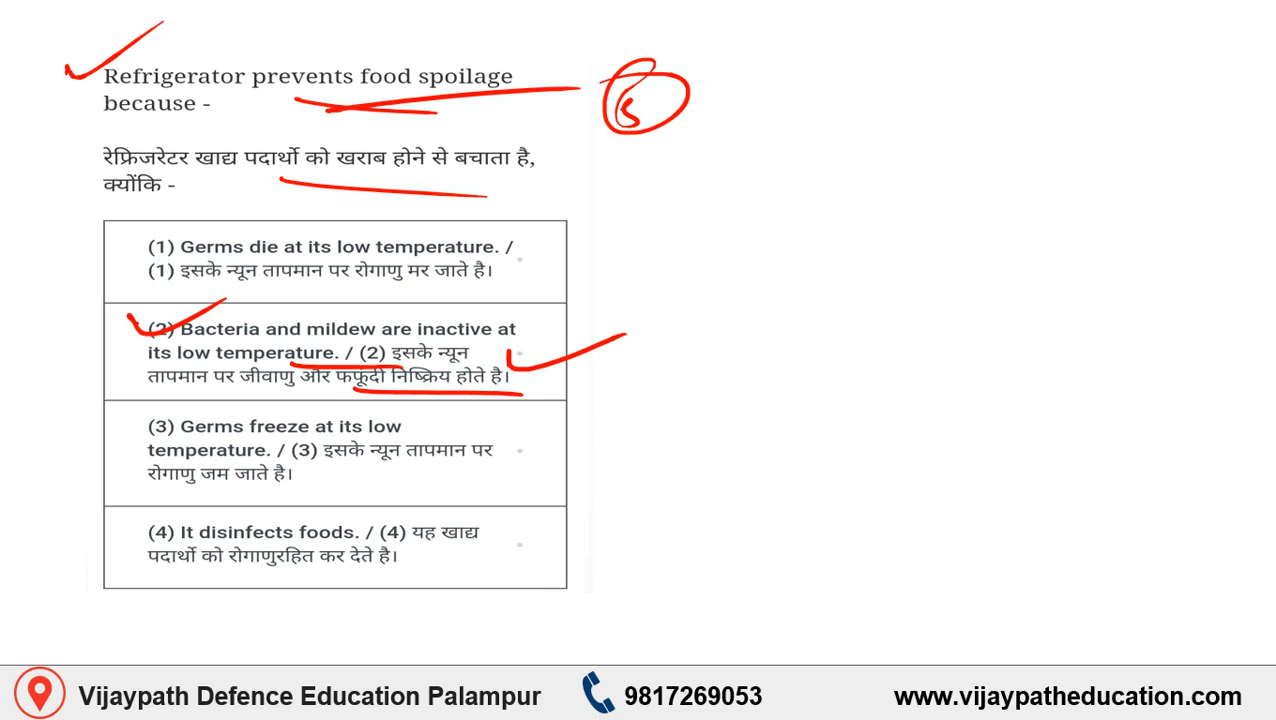 Refrigerator prevents food spoilage
because -
रेफ्रिजरेटर खाद्य पदार्थो को खराब होने से बचाता है,
क्योंकि -
(1) Germs die at its low temperature. /
(1) इसके न्यून तापमान पर रोगाणु मर जाते है।
(2) Bacteria and mildew are inactive at
its low temperature. / (2) इसके न्यून
तापमान पर जीवाणु और फफूंदी निष्क्रिय होते है।
(3) Germs freeze at its low
temperature. / (3) इसके न्यून तापमान पर
रोगाणु जम जाते है।
(4) It disinfects foods. / (4) यह खाद्य
पदार्थो को रोगाणुरहित कर देते है।
Vijaypath Defence Education Palampur
9817269053
www.vijaypatheducation.com